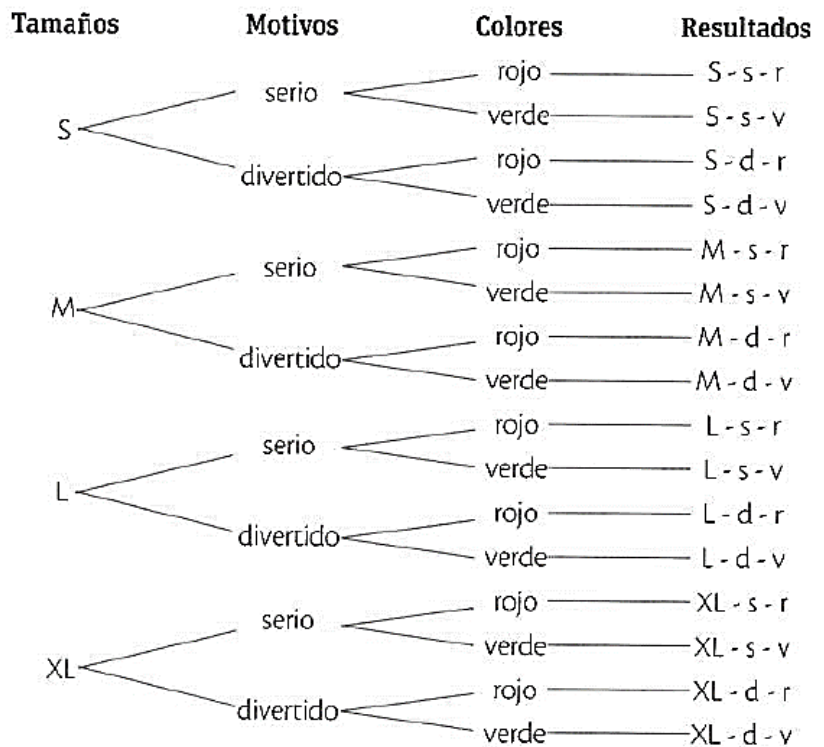 Tamaños Motivos Colores Resultados
rojo S - s - r
serio
verde S - s - v
S
rojo S - d - r
divertido
verde S - d - v
rojo M - s - r
serio
verde M - s - v
M
rojo M - d - r
divertido
verde M - d - v
rojo L - s - r
serio
verde L - s - v
L
rojo L - d - r
divertido
verde L - d - v
rojo XL - s - r
serio
verde XL - s - v
XL
rojo XL - d - r
divertido
verde XL - d - v